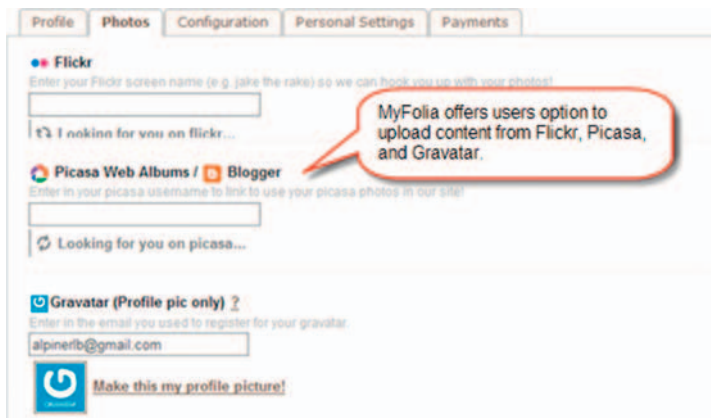 Profile Photos Configuration Personal Settings Payments
Flickr
Enter your Flickr screen name (e.g. jake the rake) so we can hook you up with your photos!
Looking for you on flickr...
MyFolia offers users option to
upload content from Flickr, Picasa,
and Gravatar.
Picasa Web Albums / Blogger
Enter in your picasa username to link to use your picasa photos in our site!
Looking for you on picasa...
Gravatar (Profile pic only) ?
Enter in the email you used to register for your gravatar.
alpinerlb@gmail.com
Make this my profile picture!